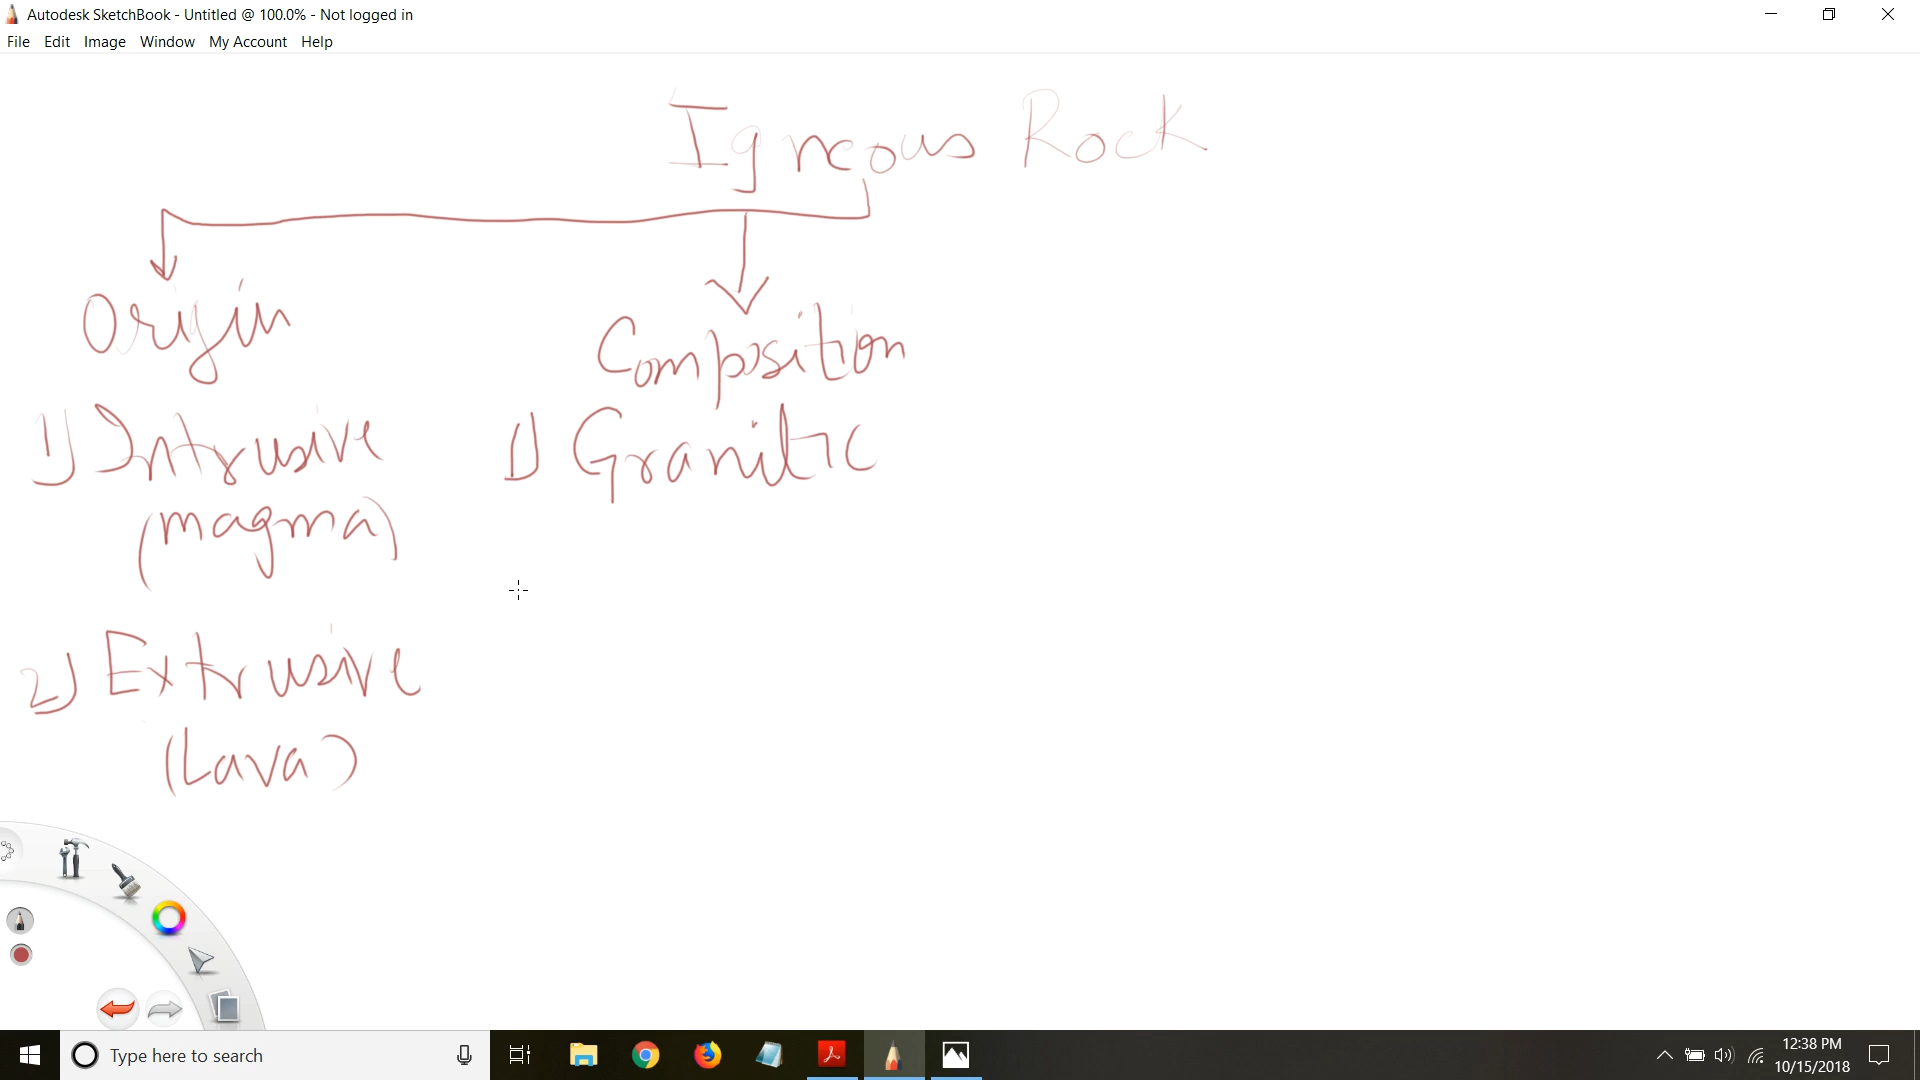 Autodesk SketchBook - Untitled @ 100.0% - Not logged in
File Edit Image Window My Account Help
Igneous Rock
Origin
Composition
1) Intrusive
(magma)
1) Granitic
2) Extrusive
(Lava)
Type here to search
12:38 PM
10/15/2018